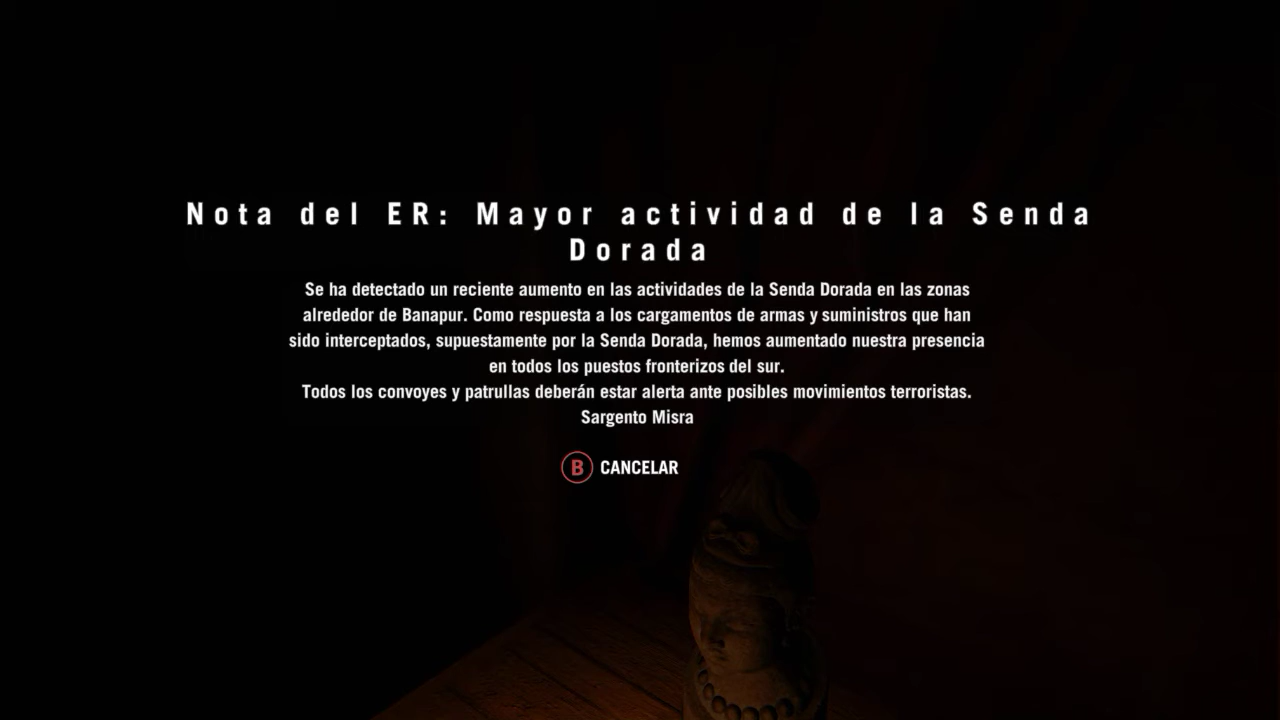 Nota del ER: Mayor actividad de la Senda
Dorada
Se ha detectado un reciente aumento en las actividades de la Senda Dorada en las zonas
alrededor de Banapur. Como respuesta a los cargamentos de armas y suministros que han
sido interceptados, supuestamente por la Senda Dorada, hemos aumentado nuestra presencia
en todos los puestos fronterizos del sur.
Todos los convoyes y patrullas deberán estar alerta ante posibles movimientos terroristas.
Sargento Misra
B CANCELAR